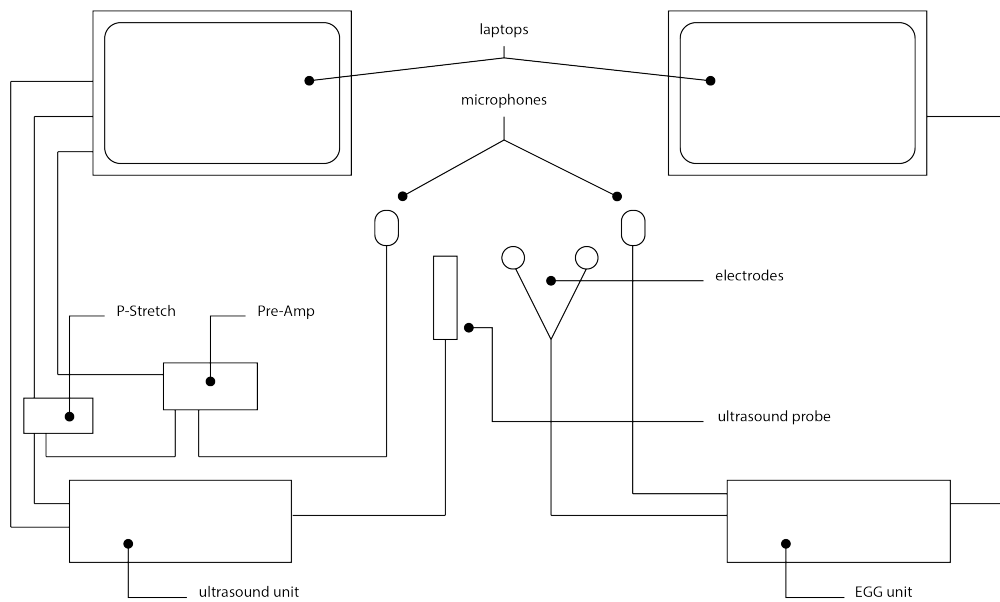 laptops
microphones
electrodes
P-Stretch
Pre-Amp
ultrasound probe
ultrasound unit
EGG unit